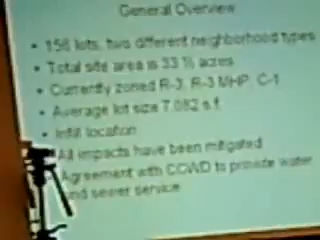 General Overview
• 156 lots, two different neighborhood types
• Total site area is 33 ½ acres
• Currently zoned R-3, R-3 MHP, C-1
• Average lot size 7,082 s.f.
• Infill location
All impacts have been mitigated
Agreement with CCWD to provide water
and sewer service